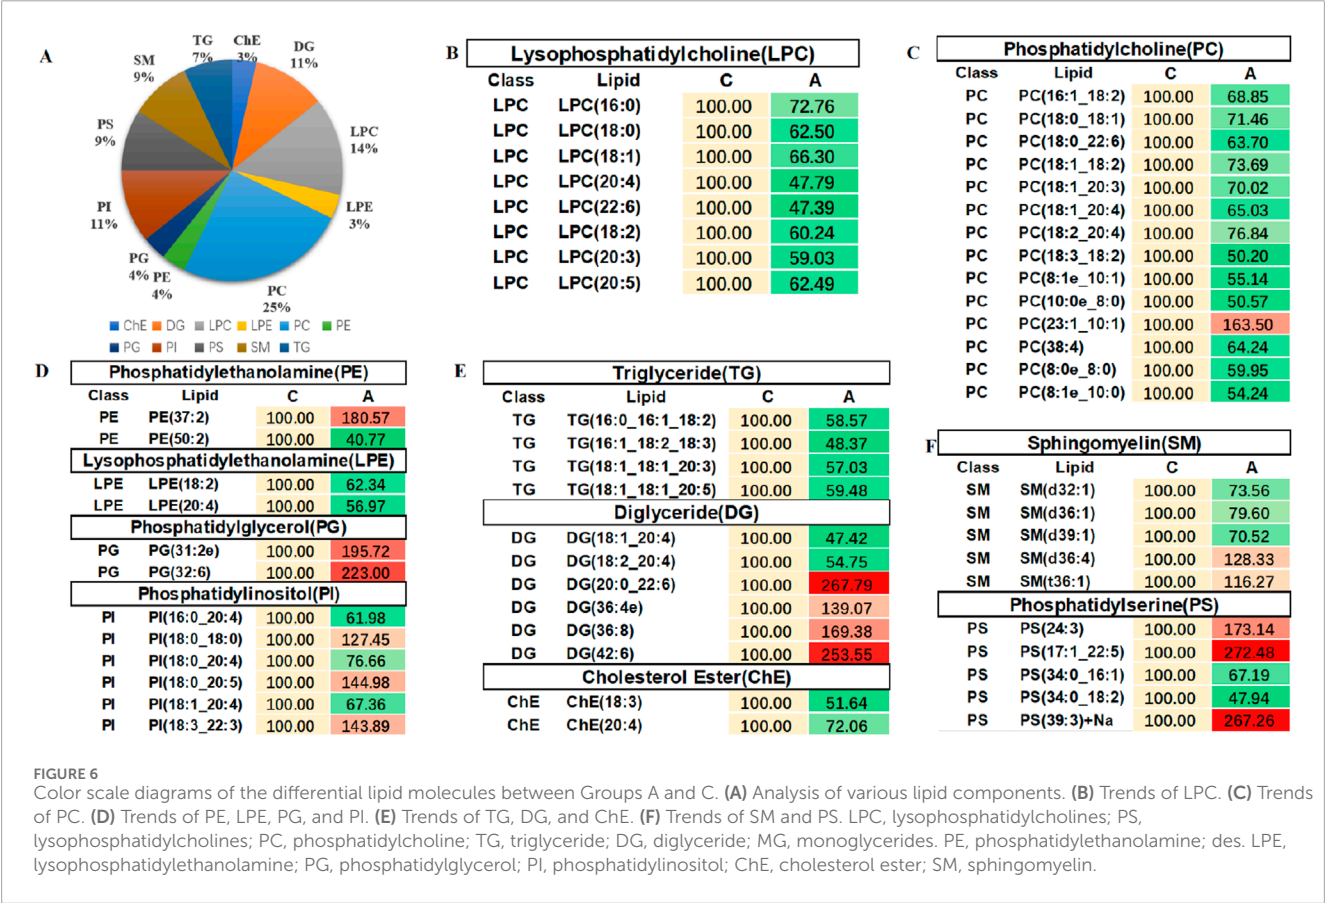 A
TG
7%
ChE
3%
DG
11%
SM
9%
LPC
14%
PS
9%
LPE
3%
PI
11%
PG
4%
PE
4%
PC
25%
ChE DG LPC LPE PC PE
PG PI PS SM TG
B
Lysophosphatidylcholine(LPC)
Class Lipid C A
LPC LPC(16:0) 100.00 72.76
LPC LPC(18:0) 100.00 62.50
LPC LPC(18:1) 100.00 66.30
LPC LPC(20:4) 100.00 47.79
LPC LPC(22:6) 100.00 47.39
LPC LPC(18:2) 100.00 60.24
LPC LPC(20:3) 100.00 59.03
LPC LPC(20:5) 100.00 62.49
C
Phosphatidylcholine(PC)
Class Lipid C A
PC PC(16:1_18:2) 100.00 68.85
PC PC(18:0_18:1) 100.00 71.46
PC PC(18:0_22:6) 100.00 63.70
PC PC(18:1_18:2) 100.00 73.69
PC PC(18:1_20:3) 100.00 70.02
PC PC(18:1_20:4) 100.00 65.03
PC PC(18:2_20:4) 100.00 76.84
PC PC(18:3_18:2) 100.00 50.20
PC PC(8:1e_10:1) 100.00 55.14
PC PC(10:0e_8:0) 100.00 50.57
PC PC(23:1_10:1) 100.00 163.50
PC PC(38:4) 100.00 64.24
PC PC(8:0e_8:0) 100.00 59.95
PC PC(8:1e_10:0) 100.00 54.24
D
Phosphatidylethanolamine(PE)
Class Lipid C A
PE PE(37:2) 100.00 180.57
PE PE(50:2) 100.00 40.77
Lysophosphatidylethanolamine(LPE)
LPE LPE(18:2) 100.00 62.34
LPE LPE(20:4) 100.00 56.97
Phosphatidylglycerol(PG)
PG PG(31:2e) 100.00 195.72
PG PG(32:6) 100.00 223.00
Phosphatidylinositol(PI)
PI PI(16:0_20:4) 100.00 61.98
PI PI(18:0_18:0) 100.00 127.45
PI PI(18:0_20:4) 100.00 76.66
PI PI(18:0_20:5) 100.00 144.98
PI PI(18:1_20:4) 100.00 67.36
PI PI(18:3_22:3) 100.00 143.89
E
Triglyceride(TG)
Class Lipid C A
TG TG(16:0_16:1_18:2) 100.00 58.57
TG TG(16:1_18:2_18:3) 100.00 48.37
TG TG(18:1_18:1_20:3) 100.00 57.03
TG TG(18:1_18:1_20:5) 100.00 59.48
Diglyceride(DG)
DG DG(18:1_20:4) 100.00 47.42
DG DG(18:2_20:4) 100.00 54.75
DG DG(20:0_22:6) 100.00 267.79
DG DG(36:4e) 100.00 139.07
DG DG(36:8) 100.00 169.38
DG DG(42:6) 100.00 253.55
Cholesterol Ester(ChE)
ChE ChE(18:3) 100.00 51.64
ChE ChE(20:4) 100.00 72.06
F
Sphingomyelin(SM)
Class Lipid C A
SM SM(d32:1) 100.00 73.56
SM SM(d36:1) 100.00 79.60
SM SM(d39:1) 100.00 70.52
SM SM(d36:4) 100.00 128.33
SM SM(t36:1) 100.00 116.27
Phosphatidylserine(PS)
PS PS(24:3) 100.00 173.14
PS PS(17:1_22:5) 100.00 272.48
PS PS(34:0_16:1) 100.00 67.19
PS PS(34:0_18:2) 100.00 47.94
PS PS(39:3)+Na 100.00 267.26
FIGURE 6
Color scale diagrams of the differential lipid molecules between Groups A and C. (A) Analysis of various lipid components. (B) Trends of LPC. (C) Trends
of PC. (D) Trends of PE, LPE, PG, and PI. (E) Trends of TG, DG, and ChE. (F) Trends of SM and PS. LPC, lysophosphatidylcholines; PS,
lysophosphatidylcholines; PC, phosphatidylcholine; TG, triglyceride; DG, diglyceride; MG, monoglycerides. PE, phosphatidylethanolamine; des. LPE,
lysophosphatidylethanolamine; PG, phosphatidylglycerol; PI, phosphatidylinositol; ChE, cholesterol ester; SM, sphingomyelin.